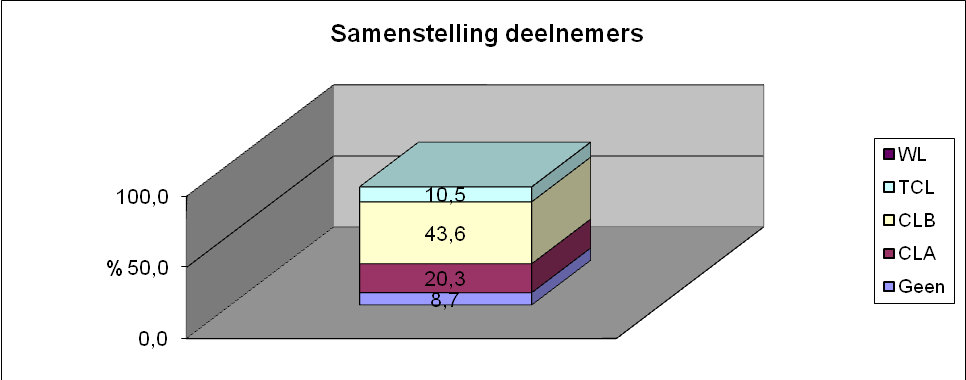 Samenstelling deelnemers
100,0
% 50,0
0,0
10,5
43,6
20,3
8,7
WL
TCL
CLB
CLA
Geen